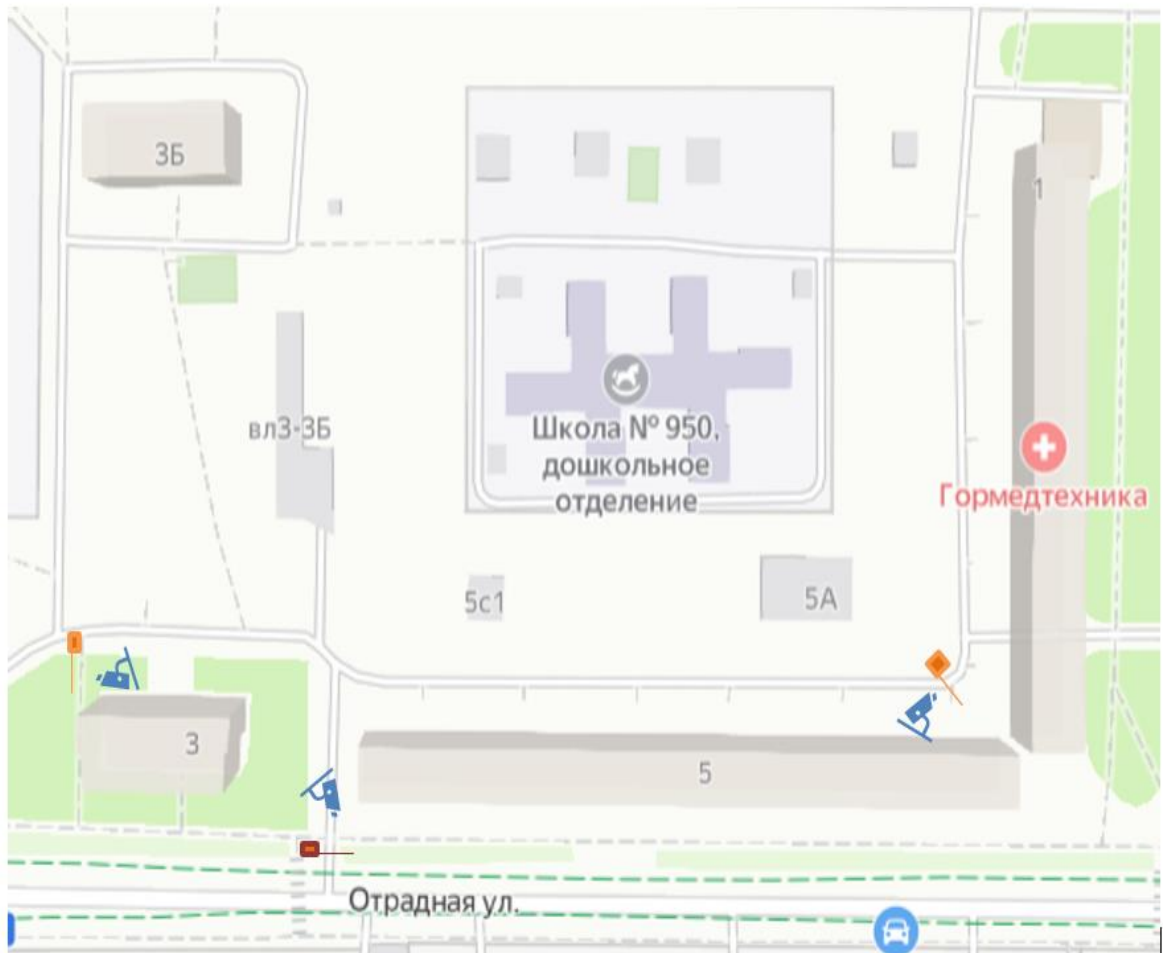 3Б
1
вл3-3Б
Школа № 950,
дошкольное
отделение
Гормедтехника
5с1
5А
3
5
Отрадная ул.